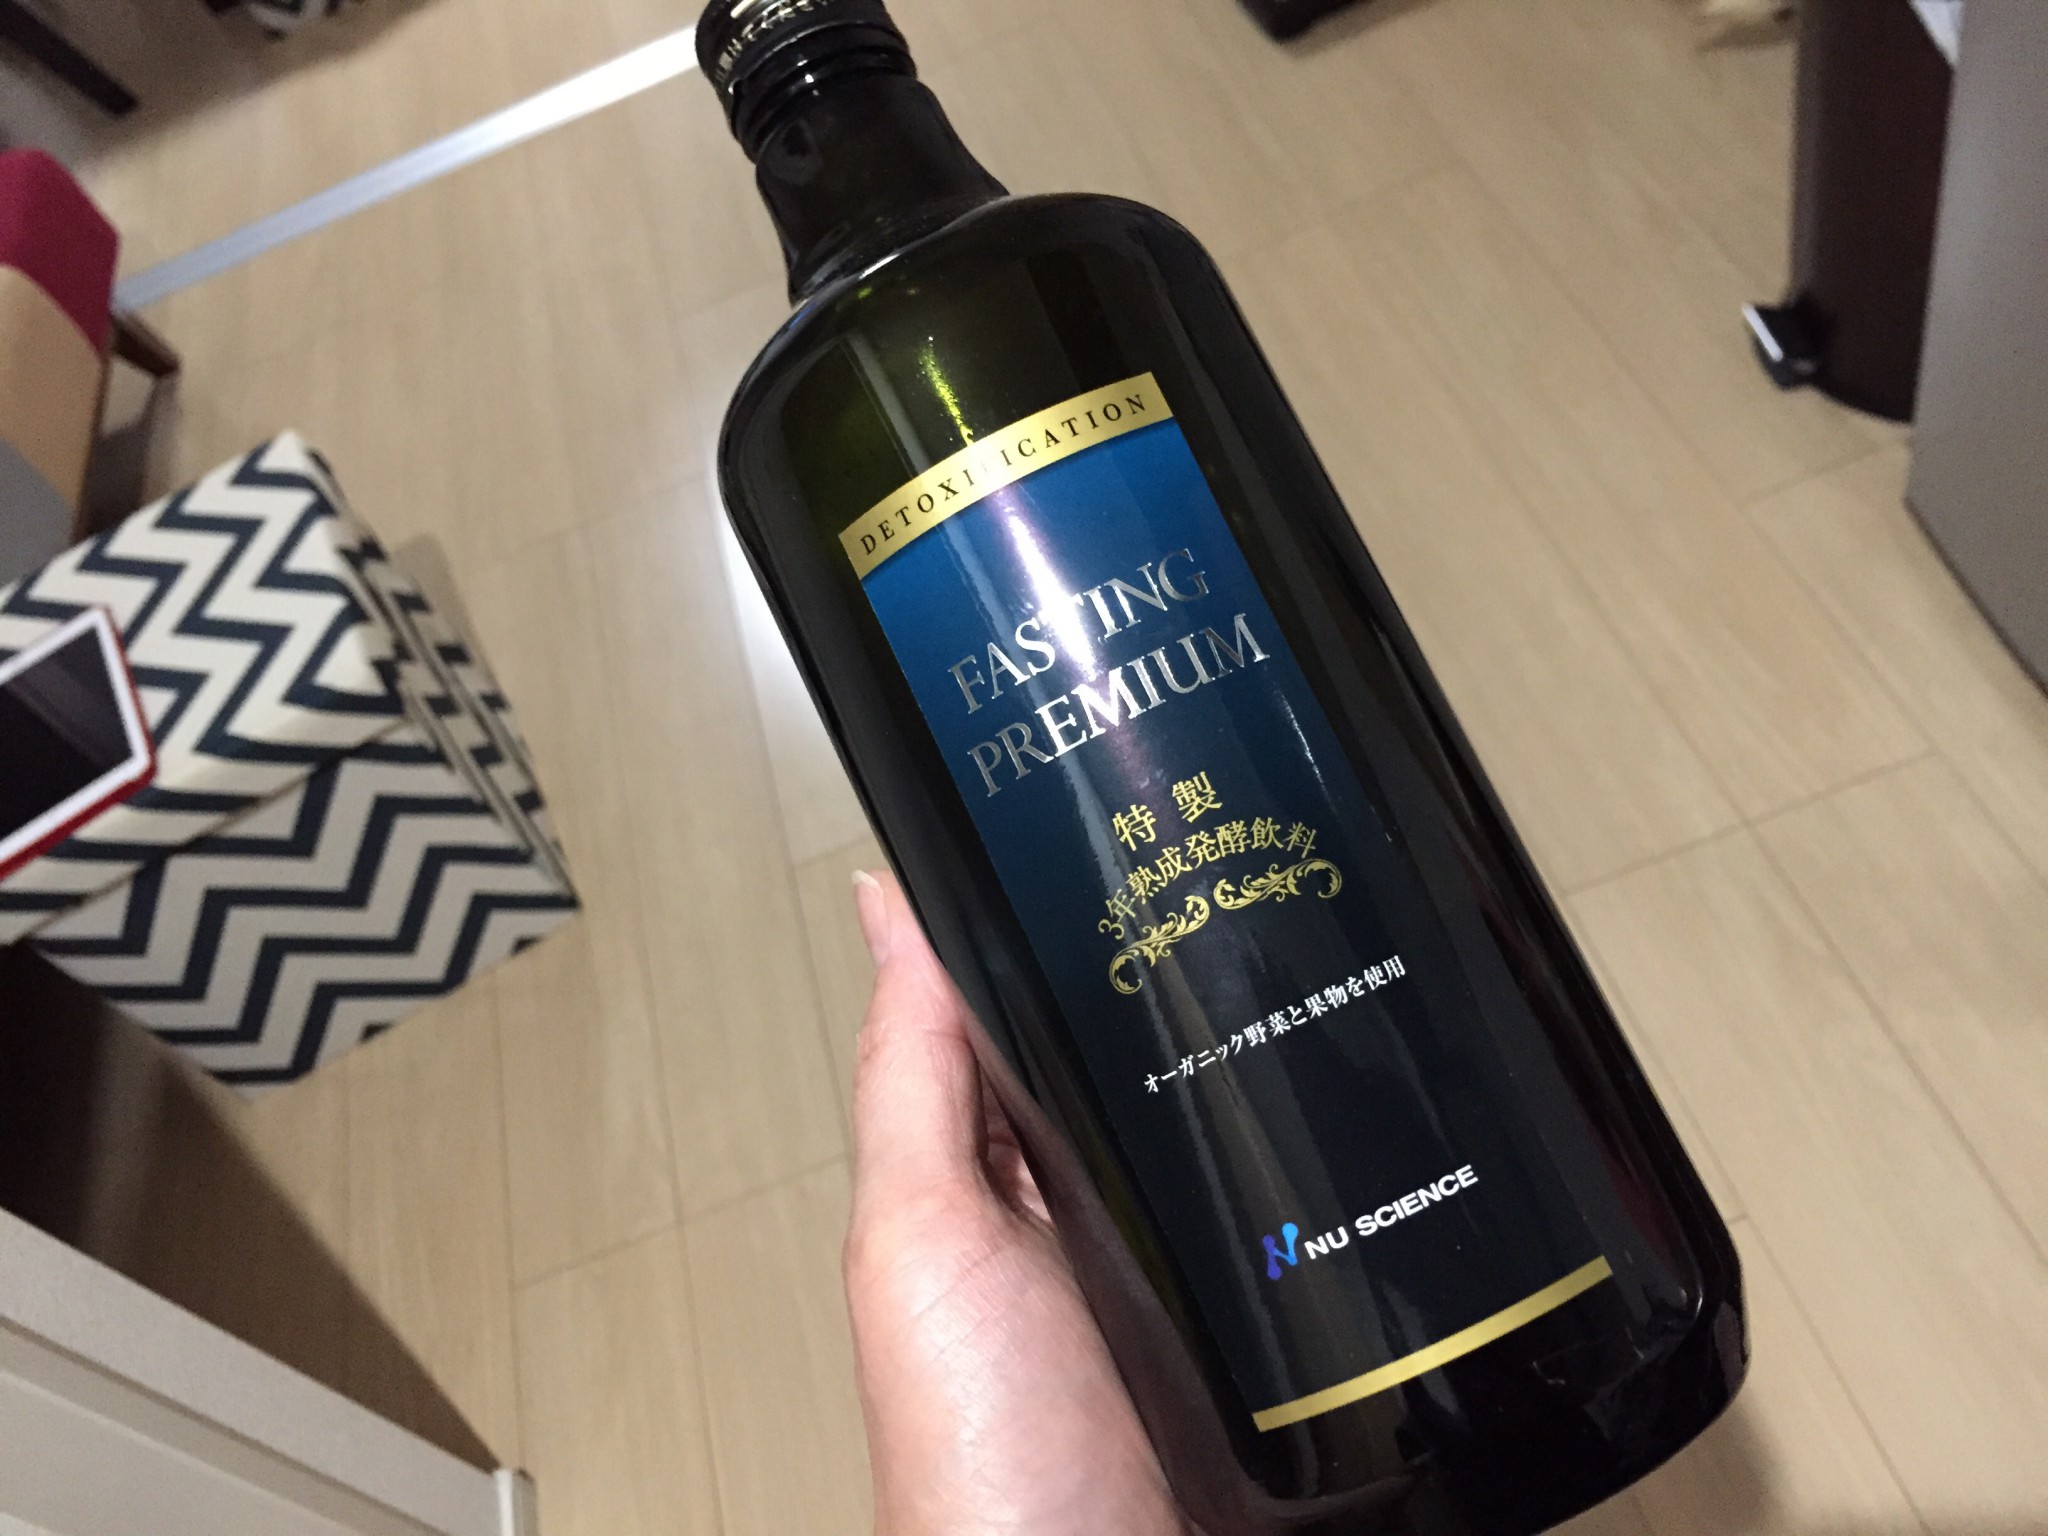 DETOXIFICATION
FASTING
PREMIUM
特製
3年熟成発酵飲料
オーガニック野菜と果物を使用
NU SCIENCE